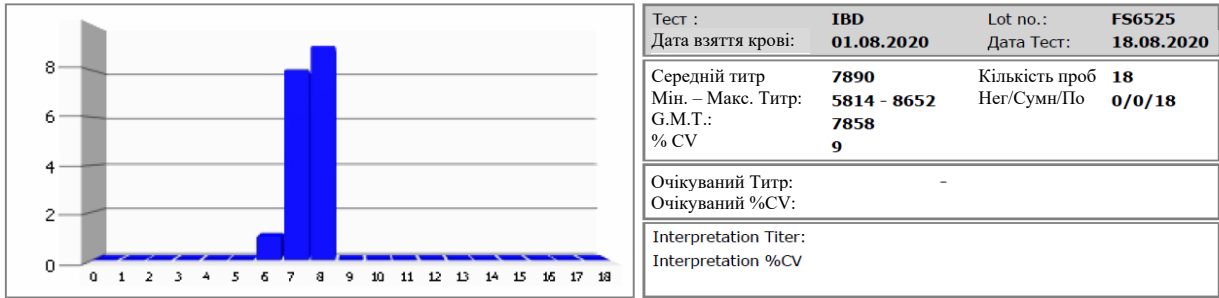 8
6
4
2
0
0 1 2 3 4 5 6 7 8 9 10 11 12 13 14 15 16 17 18
Тест : IBD Lot no.: FS6525
Дата взяття крові: 01.08.2020 Дата Тест: 18.08.2020
Середній титр 7890 Кількість проб 18
Мін. – Макс. Титр: 5814 - 8652 Нег/Сумн/По 0/0/18
G.M.T.: 7858
% CV 9
Очікуваний Титр: -
Очікуваний %CV:
Interpretation Titer:
Interpretation %CV